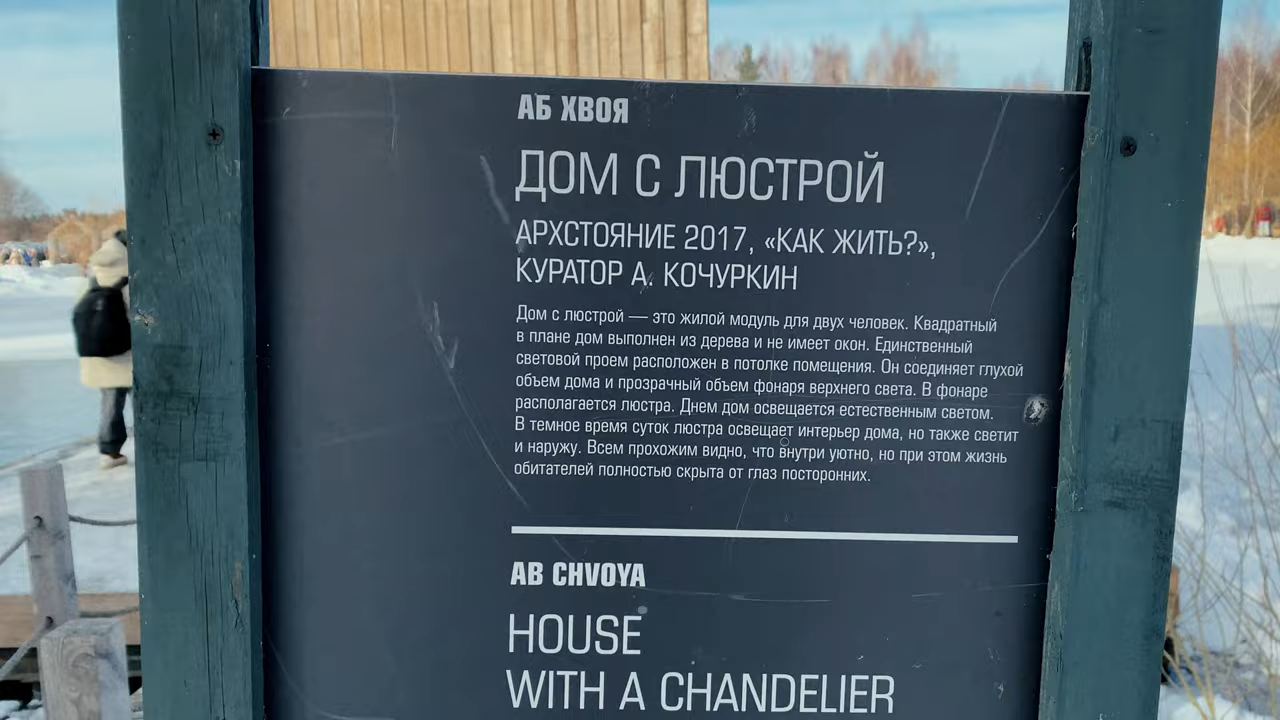 АБ ХВОЯ
ДОМ С ЛЮСТРОЙ
АРХСТОЯНИЕ 2017, «КАК ЖИТЬ?»,
КУРАТОР А. КОЧУРКИН
Дом с люстрой — это жилой модуль для двух человек. Квадратный
в плане дом выполнен из дерева и не имеет окон. Единственный
световой проем расположен в потолке помещения. Он соединяет глухой
объем дома и прозрачный объем фонаря верхнего света. В фонаре
располагается люстра. Днем дом освещается естественным светом.
В темное время суток люстра освещает интерьер дома, но также светит
и наружу. Всем прохожим видно, что внутри уютно, но при этом жизнь
обитателей полностью скрыта от глаз посторонних.
AB CHVOYA
HOUSE
WITH A CHANDELIER